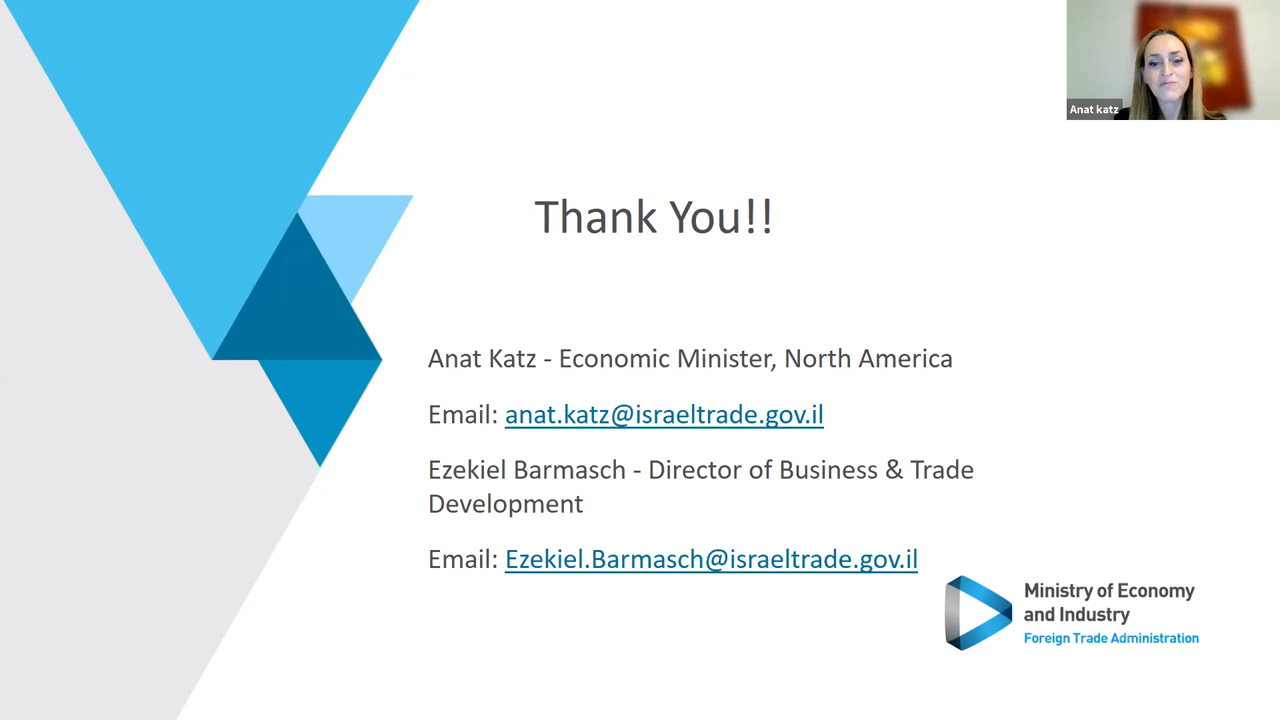 Anat katz
Thank You!!
Anat Katz - Economic Minister, North America
Email: anat.katz@israeltrade.gov.il
Ezekiel Barmasch - Director of Business & Trade
Development
Email: Ezekiel.Barmasch@israeltrade.gov.il
Ministry of Economy
and Industry
Foreign Trade Administration